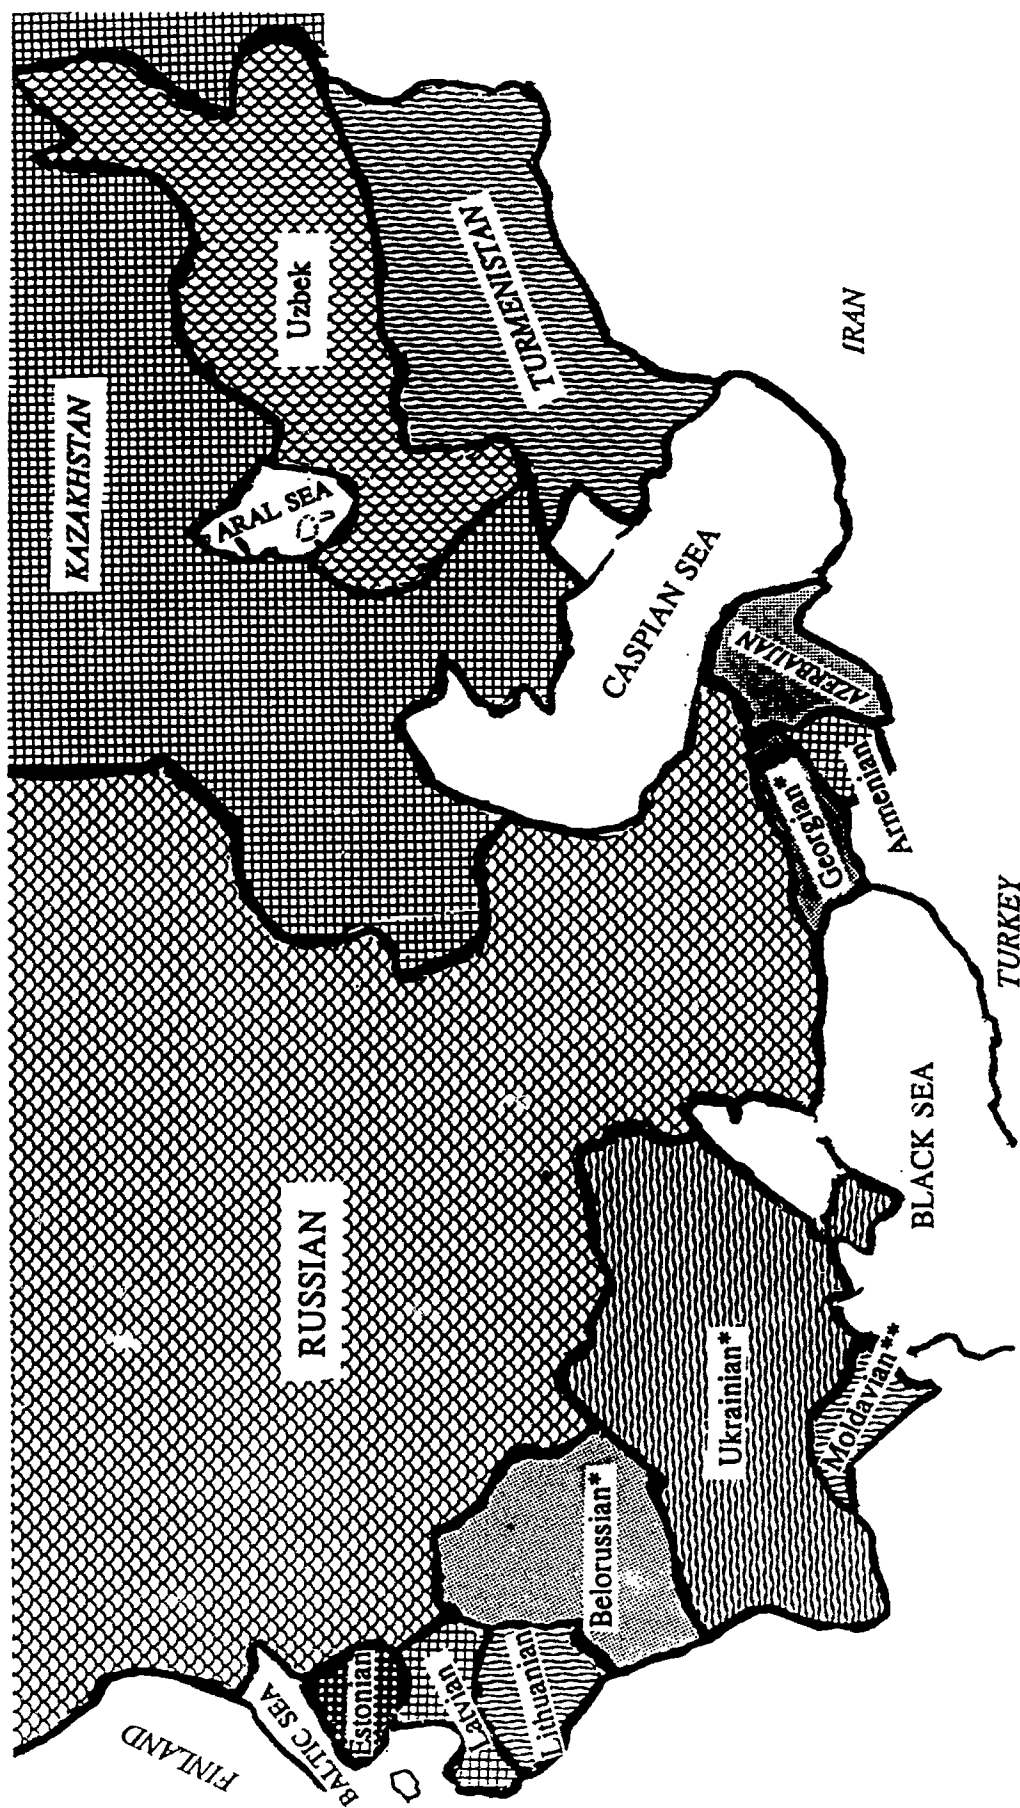 FINLAND
BALTIC SEA
Estonian
Latvian
Lithuanian
Belorussian*
Ukrainian*
Moldavian**
RUSSIAN
BLACK SEA
TURKEY
Georgian*
Armenian
AZERBAIJAN
CASPIAN SEA
KAZAKHSTAN
ARAL SEA
Uzbek
TURMENISTAN
IRAN